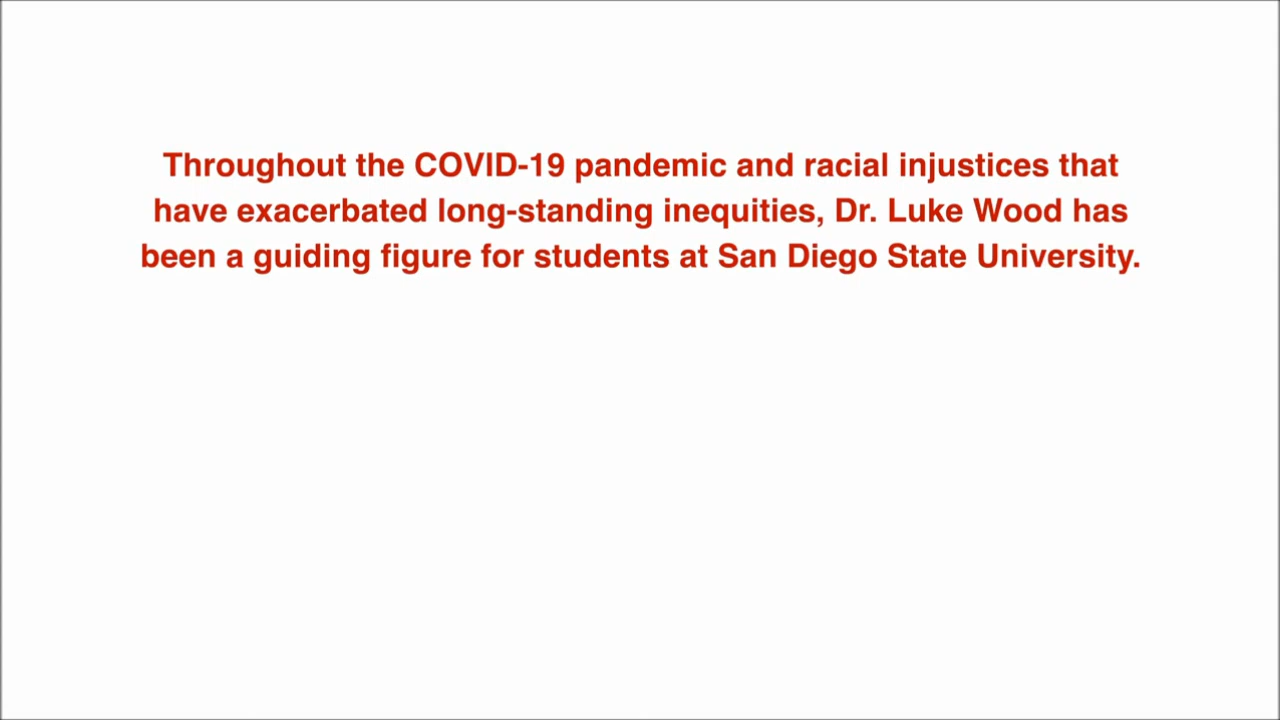 Throughout the COVID-19 pandemic and racial injustices that
have exacerbated long-standing inequities, Dr. Luke Wood has
been a guiding figure for students at San Diego State University.